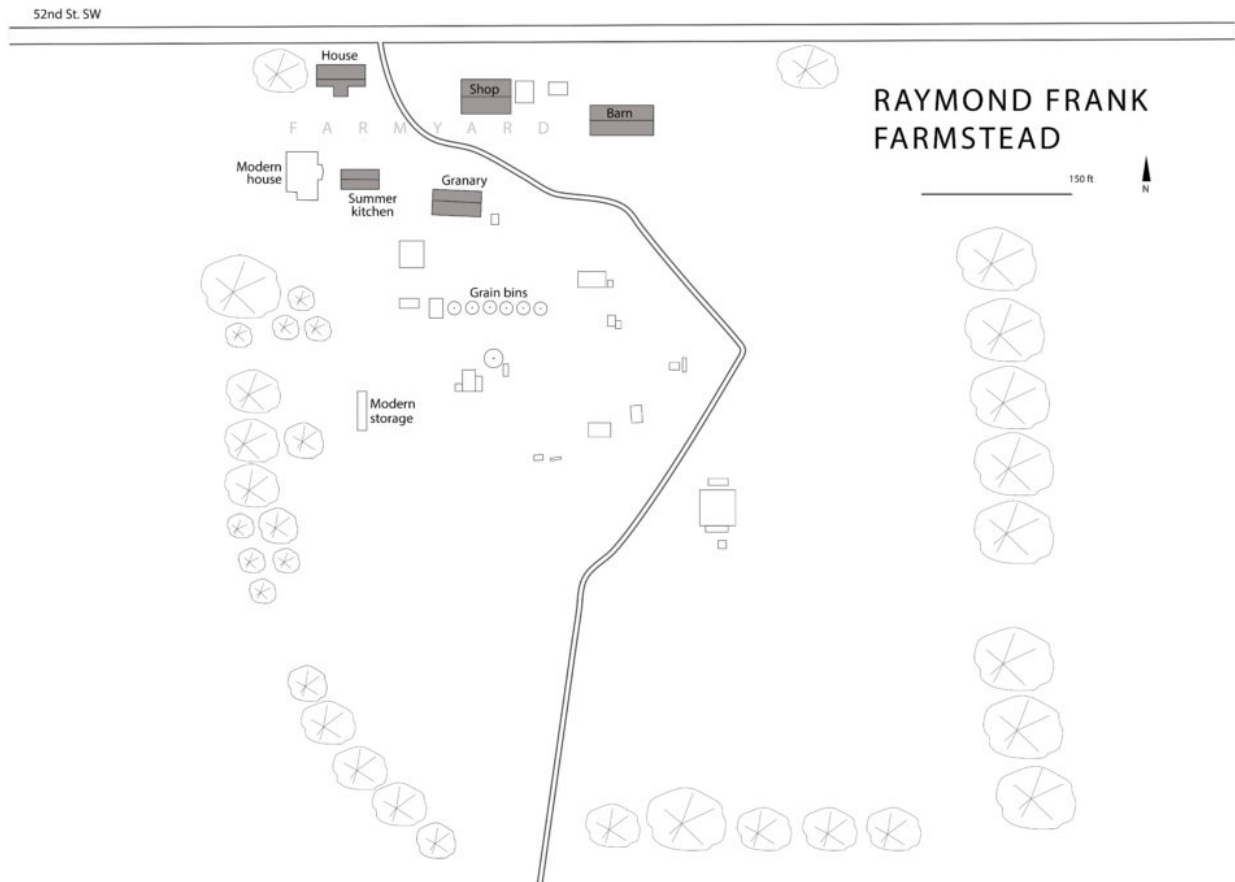 52nd St. SW
House
Shop
Barn
RAYMOND FRANK
FARMSTEAD
FARMYARD
Modern
house
Summer
kitchen
Granary
150 ft
N
Grain bins
Modern
storage